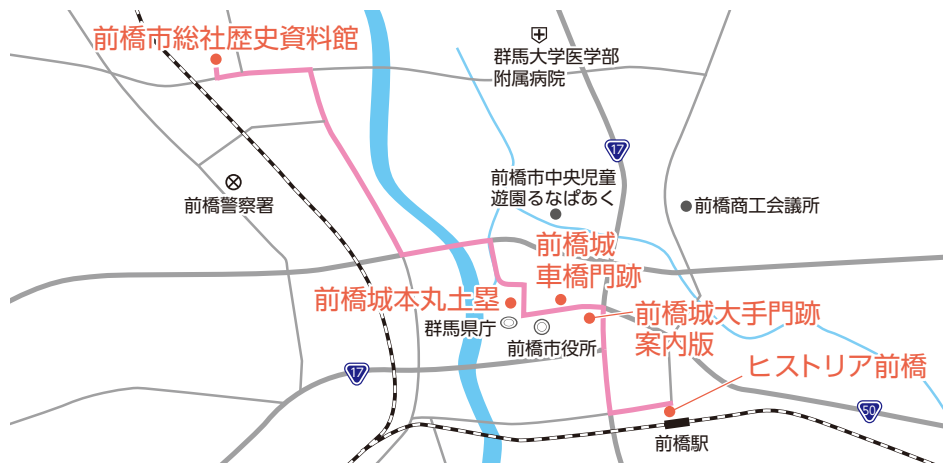 前橋市総社歴史資料館
群馬大学医学部
附属病院
17
前橋市中央児童
遊園るなぱあく
前橋警察署
前橋商工会議所
前橋城
車橋門跡
前橋城本丸土塁
前橋城大手門跡
案内版
群馬県庁
前橋市役所
ヒストリア前橋
17
50
前橋駅